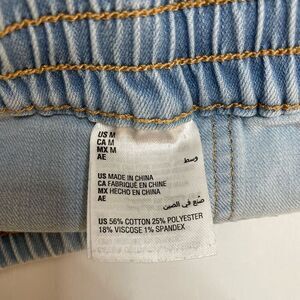 US M
CA M
MX M
AE وسط
US MADE IN CHINA
CA FABRIQUÉ EN CHINE
MX HECHO EN CHINA
AE صنع في الصين
US 56% COTTON 25% POLYESTER
18% VISCOSE 1% SPANDEX